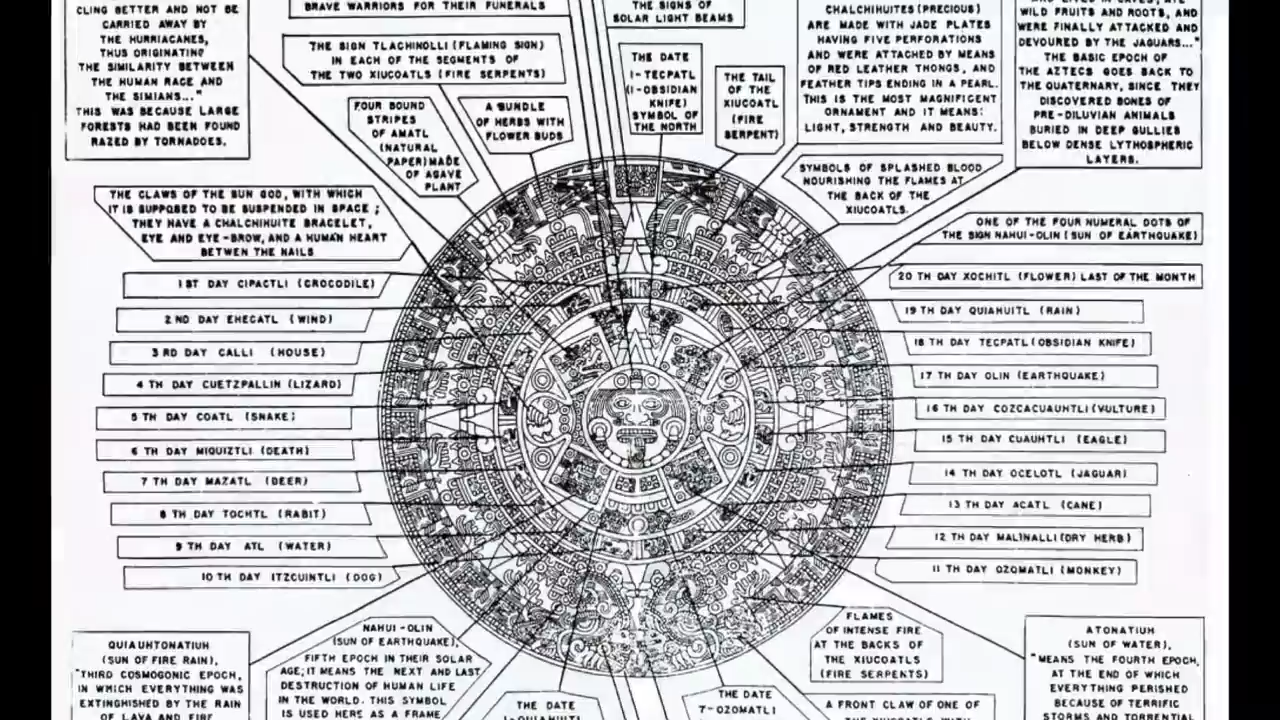 CLING BETTER AND NOT BE
CARRIED AWAY BY
THE HURRIACANES,
THUS ORIGINATING
THE SIMILARITY BETWEEN
THE HUMAN RACE AND
THE SIMIANS..."
THIS WAS BECAUSE LARGE
FORESTS HAD BEEN FOUND
RAZED BY TORNADOES.
BRAVE WARRIORS FOR THEIR FUNERALS
THE SIGN TLACHINOLLI (FLAMING SIGN)
IN EACH OF THE SEGMENTS OF
THE TWO XIUCOATLS (FIRE SERPENTS)
FOUR BOUND
STRIPES
OF AMATL
(NATURAL
PAPER) MADE
OF AGAVE
PLANT
A BUNDLE
OF HERBS WITH
FLOWER BUDS
THE SIGNS OF
SOLAR LIGHT BEAMS
THE DATE
1-TECPATL
(1-OBSIDIAN
KNIFE)
SYMBOL OF
THE NORTH
THE TAIL
OF THE
XIUCOATL
(FIRE
SERPENT)
CHALCHIHUITES (PRECIOUS)
ARE MADE WITH JADE PLATES
HAVING FIVE PERFORATIONS
AND WERE ATTACHED BY MEANS
OF RED LEATHER THONGS, AND
FEATHER TIPS ENDING IN A PEARL.
THIS IS THE MOST MAGNIFICENT
ORNAMENT AND IT MEANS:
LIGHT, STRENGTH AND BEAUTY.
WILD FRUITS AND ROOTS, AND
WERE FINALLY ATTACKED AND
DEVOURED BY THE JAGUARS..."
THE BASIC EPOCH OF
THE AZTECS GOES BACK TO
THE QUATERNARY, SINCE THEY
DISCOVERED BONES OF
PRE-DILUVIAN ANIMALS
BURIED IN DEEP GULLIES
BELOW DENSE LYTHOSPHERIC
LAYERS.
SYMBOLS OF SPLASHED BLOOD
NOURISHING THE FLAMES AT
THE BACK OF THE
XIUCOATLS.
THE CLAWS OF THE SUN GOD, WITH WHICH
IT IS SUPPOSED TO BE SUSPENDED IN SPACE;
THEY HAVE A CHALCHIHUITE BRACELET,
EYE AND EYE-BROW, AND A HUMAN HEART
BETWEN THE NAILS
ONE OF THE FOUR NUMERAL DOTS OF
THE SIGN NAHUI-OLIN (SUN OF EARTHQUAKE)
1 ST DAY CIPACTLI (CROCODILE)
2 ND DAY EHECATL (WIND)
3 RD DAY CALLI (HOUSE)
4 TH DAY CUETZPALLIN (LIZARD)
5 TH DAY COATL (SNAKE)
6 TH DAY MIQUIZTLI (DEATH)
7 TH DAY MAZATL (DEER)
8 TH DAY TOCHTL (RABIT)
9 TH DAY ATL (WATER)
10 TH DAY ITZCUINTLI (DOG)
20 TH DAY XOCHITL (FLOWER) LAST OF THE MONTH
19 TH DAY QUIAHUITL (RAIN)
18 TH DAY TECPATL (OBSIDIAN KNIFE)
17 TH DAY OLIN (EARTHQUAKE)
16 TH DAY COZCACUAUHTLI (VULTURE)
15 TH DAY CUAUHTLI (EAGLE)
14 TH DAY OCELOTL (JAGUAR)
13 TH DAY ACATL (CANE)
12 TH DAY MALINALLI (DRY HERB)
11 TH DAY OZOMATLI (MONKEY)
QUIAUHTONATIUH
(SUN OF FIRE RAIN),
"THIRD COSMOGONIC EPOCH,
IN WHICH EVERYTHING WAS
EXTINGHISHED BY THE RAIN
OF LAVA AND FIRE
NAHUI-OLIN
(SUN OF EARTHQUAKE),
FIFTH EPOCH IN THEIR SOLAR
AGE; IT MEANS THE NEXT AND LAST
DESTRUCTION OF HUMAN LIFE
IN THE WORLD. THIS SYMBOL
IS USED HERE AS A FRAME
THE DATE
THE DATE
7-OZOMATLI
FLAMES
OF INTENSE FIRE
AT THE BACKS OF
THE XIUCOATLS
(FIRE SERPENTS)
A FRONT CLAW OF ONE OF
ATONATIUH
(SUN OF WATER),
"MEANS THE FOURTH EPOCH,
AT THE END OF WHICH
EVERYTHING PERISHED
BECAUSE OF TERRIFIC
STORMS AND TORRENTIAL